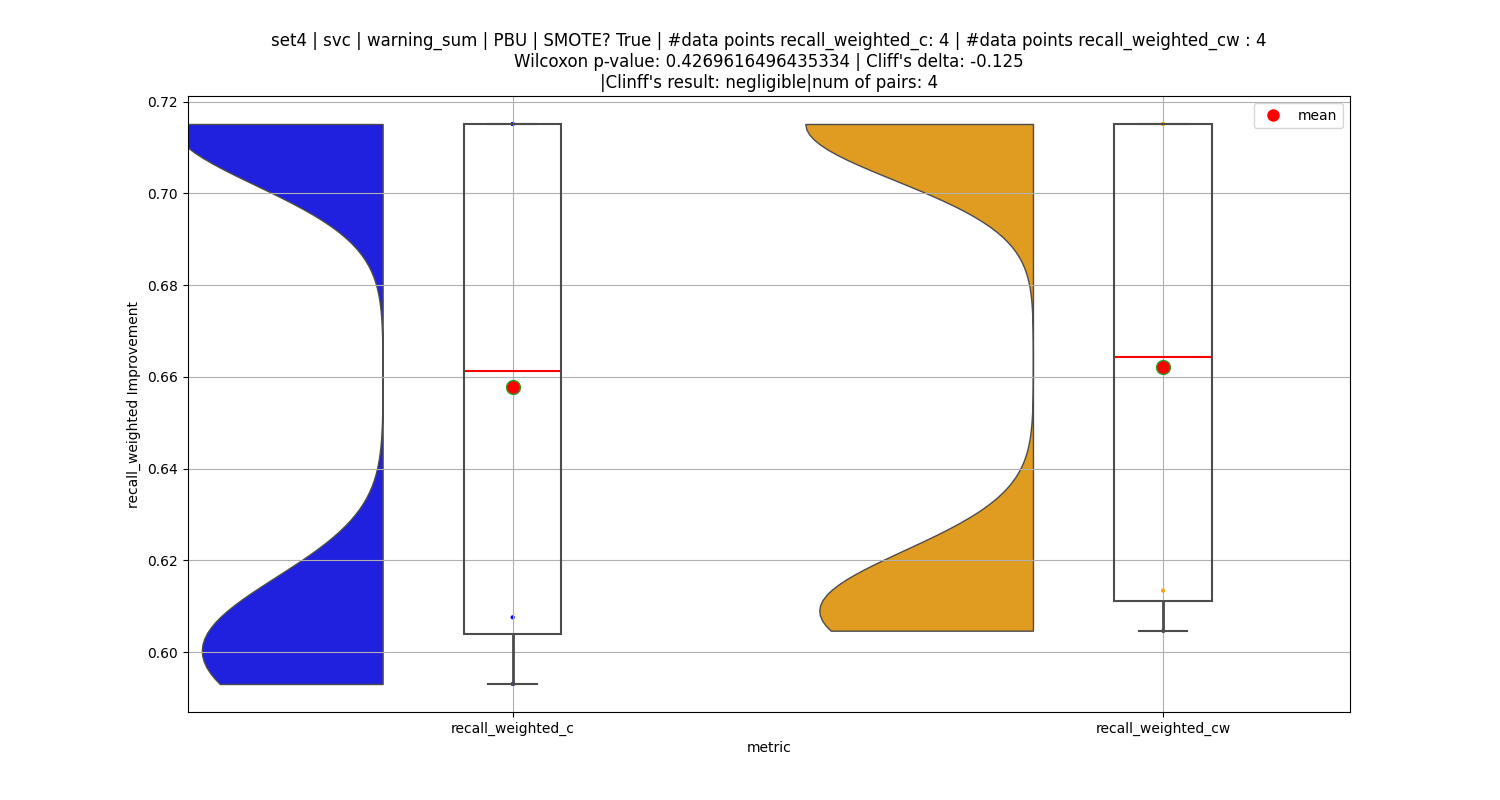 set4 | svc | warning_sum | PBU | SMOTE? True | #data points recall_weighted_c: 4 | #data points recall_weighted_cw : 4
Wilcoxon p-value: 0.4269616496435334 | Cliff's delta: -0.125
|Clinff's result: negligible|num of pairs: 4
mean
0.72
0.70
0.68
0.66
0.64
0.62
0.60
recall_weighted Improvement
recall_weighted_c
recall_weighted_cw
metric